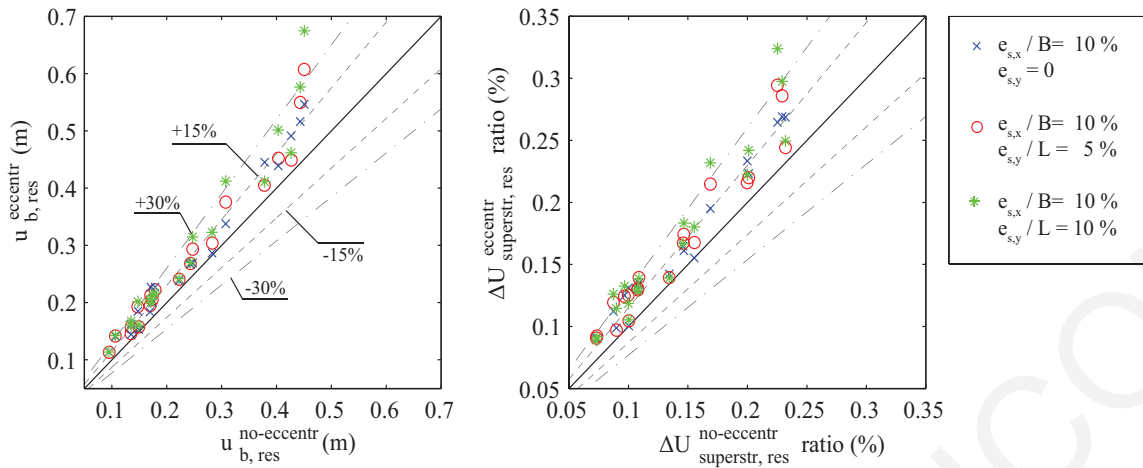 0.7
0.6
0.5
0.4
0.3
0.2
0.1
u b, res eccentr (m)
+15%
+30%
-15%
-30%
0.1 0.2 0.3 0.4 0.5 0.6 0.7
u b, res no-eccentr (m)
0.35
0.3
0.25
0.2
0.15
0.1
0.05
ΔU superstr, res eccentr ratio (%)
0.05 0.1 0.15 0.2 0.25 0.3 0.35
ΔU superstr, res no-eccentr ratio (%)
e s,x / B= 10 %
e s,y = 0
e s,x / B= 10%
e s,y / L = 5 %
e s,x / B= 10%
e s,y / L = 10%